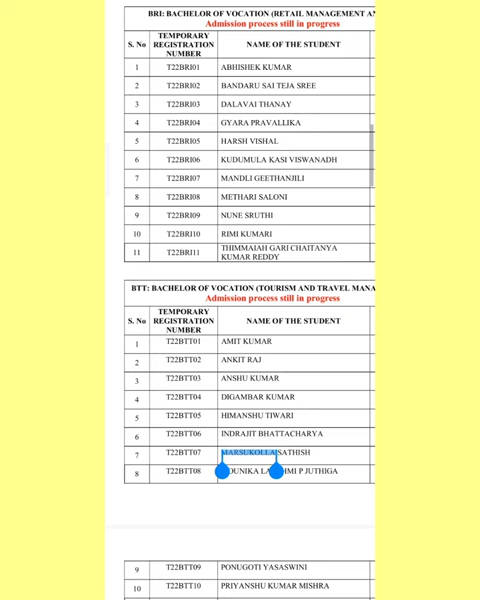 BRI: BACHELOR OF VOCATION (RETAIL MANAGEMENT AN
Admission process still in progress
S. No TEMPORARY REGISTRATION NUMBER NAME OF THE STUDENT
1 T22BRI01 ABHISHEK KUMAR
2 T22BRI02 BANDARU SAI TEJA SREE
3 T22BRI03 DALAVAI THANAY
4 T22BRI04 GYARA PRAVALLIKA
5 T22BRI05 HARSH VISHAL
6 T22BRI06 KUDUMULA KASI VISWANADH
7 T22BRI07 MANDLI GEETHANJILI
8 T22BRI08 METHARI SALONI
9 T22BRI09 NUNE SRUTHI
10 T22BRI10 RIMI KUMARI
11 T22BRI11 THIMMAIAH GARI CHAITANYA KUMAR REDDY
BTT: BACHELOR OF VOCATION (TOURISM AND TRAVEL MANA
Admission process still in progress
S. No TEMPORARY REGISTRATION NUMBER NAME OF THE STUDENT
1 T22BTT01 AMIT KUMAR
2 T22BTT02 ANKIT RAJ
3 T22BTT03 ANSHU KUMAR
4 T22BTT04 DIGAMBAR KUMAR
5 T22BTT05 HIMANSHU TIWARI
6 T22BTT06 INDRAJIT BHATTACHARYA
7 T22BTT07 MARSUKOLLA SATHISH
8 T22BTT08 P JUTHIGA
9 T22BTT09 PONUGOTI YASASWINI
10 T22BTT10 PRIYANSHU KUMAR MISHRA